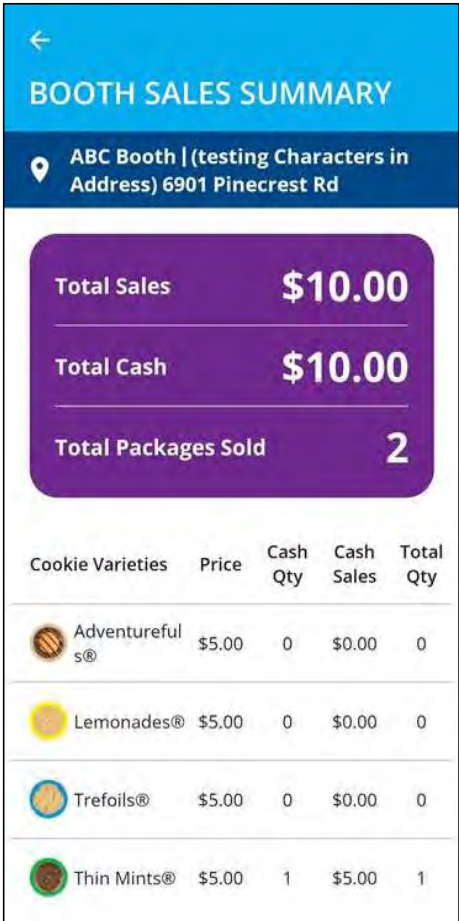 BOOTH SALES SUMMARY
ABC Booth | (testing Characters in
Address) 6901 Pinecrest Rd
Total Sales $10.00
Total Cash $10.00
Total Packages Sold 2
Cookie Varieties Price Cash Qty Cash Sales Total Qty
Adventureful
s® $5.00 0 $0.00 0
Lemonades® $5.00 0 $0.00 0
Trefoils® $5.00 0 $0.00 0
Thin Mints® $5.00 1 $5.00 1